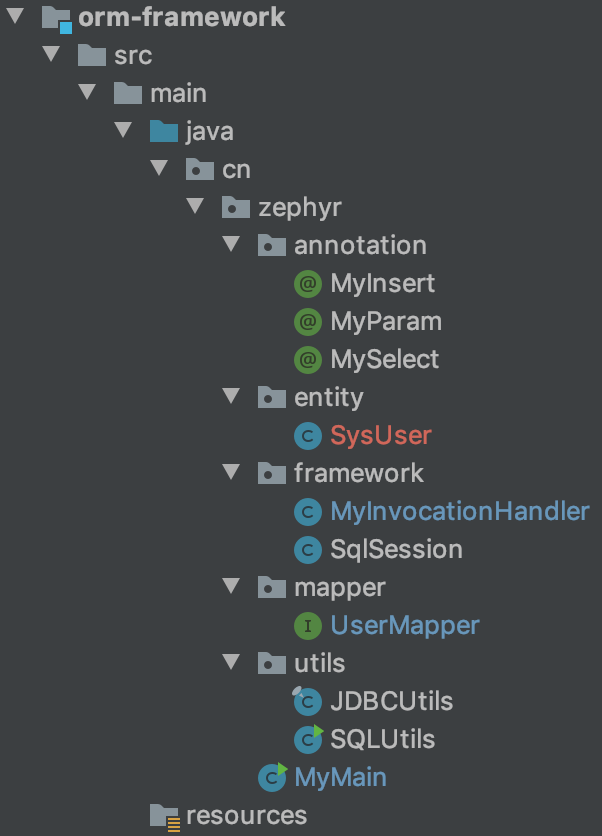 orm-framework
src
main
java
cn
zephyr
annotation
@ MyInsert
@ MyParam
@ MySelect
entity
C SysUser
framework
C MyInvocationHandler
C SqlSession
mapper
I UserMapper
utils
C JDBCUtils
C SQLUtils
C MyMain
resources